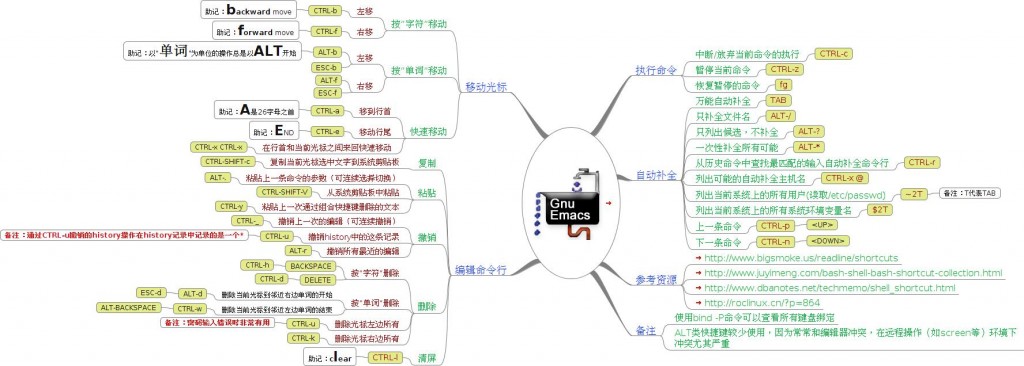 Gnu
Emacs
移动光标
按"字符"移动
左移
CTRL-b
助记：backward move
右移
CTRL-f
助记：forward move
按"单词"移动
左移
ALT-b
助记：以"单词"为单位的操作总是以ALT开始
ESC-b
右移
ALT-f
ESC-f
快速移动
移到行首
CTRL-a
助记：A是26字母之首
移动行尾
CTRL-e
助记：END
在行首和当前光标之间来回快速移动
CTRL-x CTRL-x
编辑命令行
复制
复制当前光标选中文字到系统剪贴板
CTRL-SHIFT-c
粘贴
粘贴上一条命令的参数（可连续选择切换）
ALT-.
从系统剪贴板中粘贴
CTRL-SHIFT-V
粘贴上一次通过组合快捷键删除的文本
CTRL-y
撤销
撤销上一次的编辑（可连续撤销）
CTRL-_
撤销history中的这条记录
CTRL-u
备注：通过CTRL-u撤销的history操作在history记录中记录的是一个*
撤销所有最近的编辑
ALT-r
删除
按"字符"删除
BACKSPACE
CTRL-h
DELETE
CTRL-d
按"单词"删除
删除当前光标到邻近右边单词的开始
ALT-d
ESC-d
删除当前光标到邻近左边单词的结束
CTRL-w
ALT-BACKSPACE
删除光标左边所有
CTRL-u
备注：密码输入错误时非常有用
删除光标右边所有
CTRL-k
清屏
CTRL-l
助记：clear
执行命令
中断/放弃当前命令的执行
CTRL-c
暂停当前命令
CTRL-z
恢复暂停的命令
fg
自动补全
万能自动补全
TAB
只补全文件名
ALT-/
只列出候选，不补全
ALT-?
一次性补全所有可能
ALT-*
从历史命令中查找最匹配的输入自动补全命令行
CTRL-r
列出可能的自动补全主机名
CTRL-x @
列出当前系统上的所有用户(读取/etc/passwd)
~2T
备注：T代表TAB
列出当前系统上的所有系统环境变量名
$2T
上一条命令
CTRL-p
<UP>
下一条命令
CTRL-n
<DOWN>
参考资源
http://www.bigsmoke.us/readline/shortcuts
http://www.juyimeng.com/bash-shell-bash-shortcut-collection.html
http://www.dbanotes.net/techmemo/shell_shortcut.html
http://roclinux.cn/?p=864
备注
使用bind -P命令可以查看所有键盘绑定
ALT类快捷键较少使用，因为常常和编辑器冲突，在远程操作（如screen等）环境下
冲突尤其严重